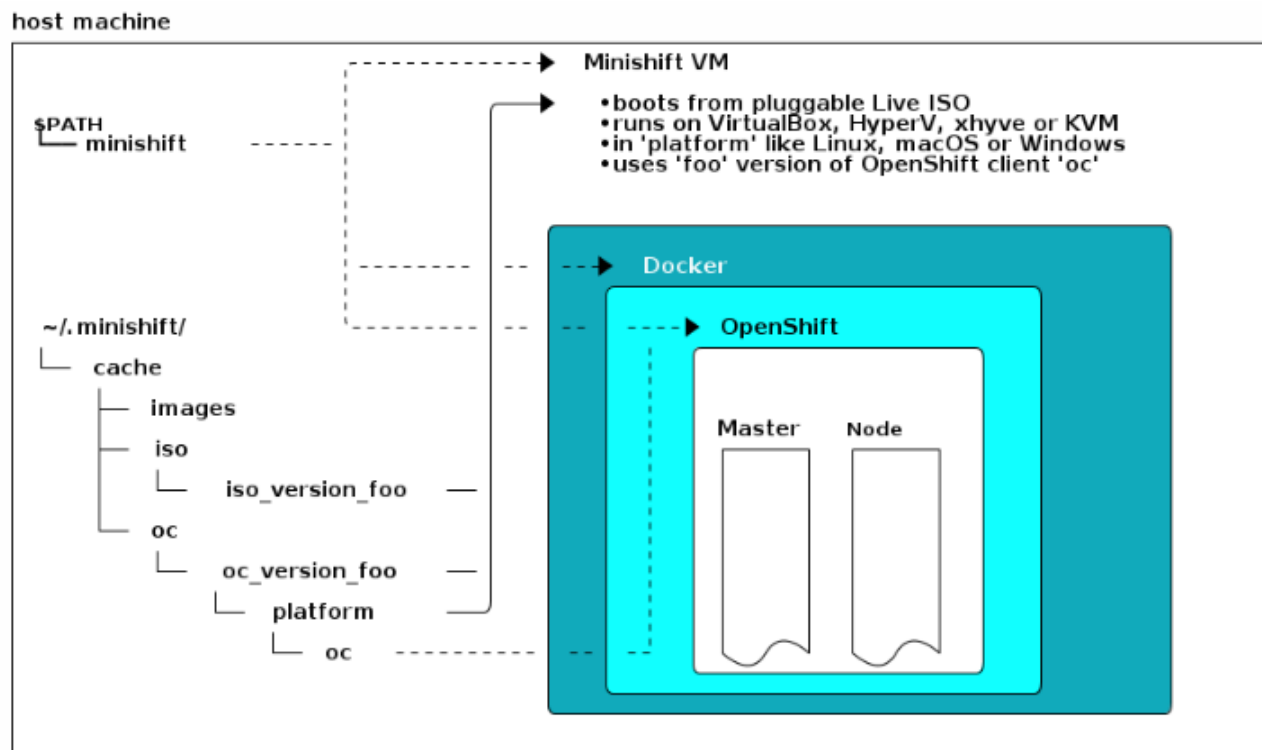 host machine
Minishift VM
•boots from pluggable Live ISO
•runs on VirtualBox, HyperV, xhyve or KVM
•in 'platform' like Linux, macOS or Windows
•uses 'foo' version of OpenShift client 'oc'
$PATH
minishift
Docker
OpenShift
Master
Node
~/.minishift/
cache
images
iso
iso_version_foo
oc
oc_version_foo
platform
oc